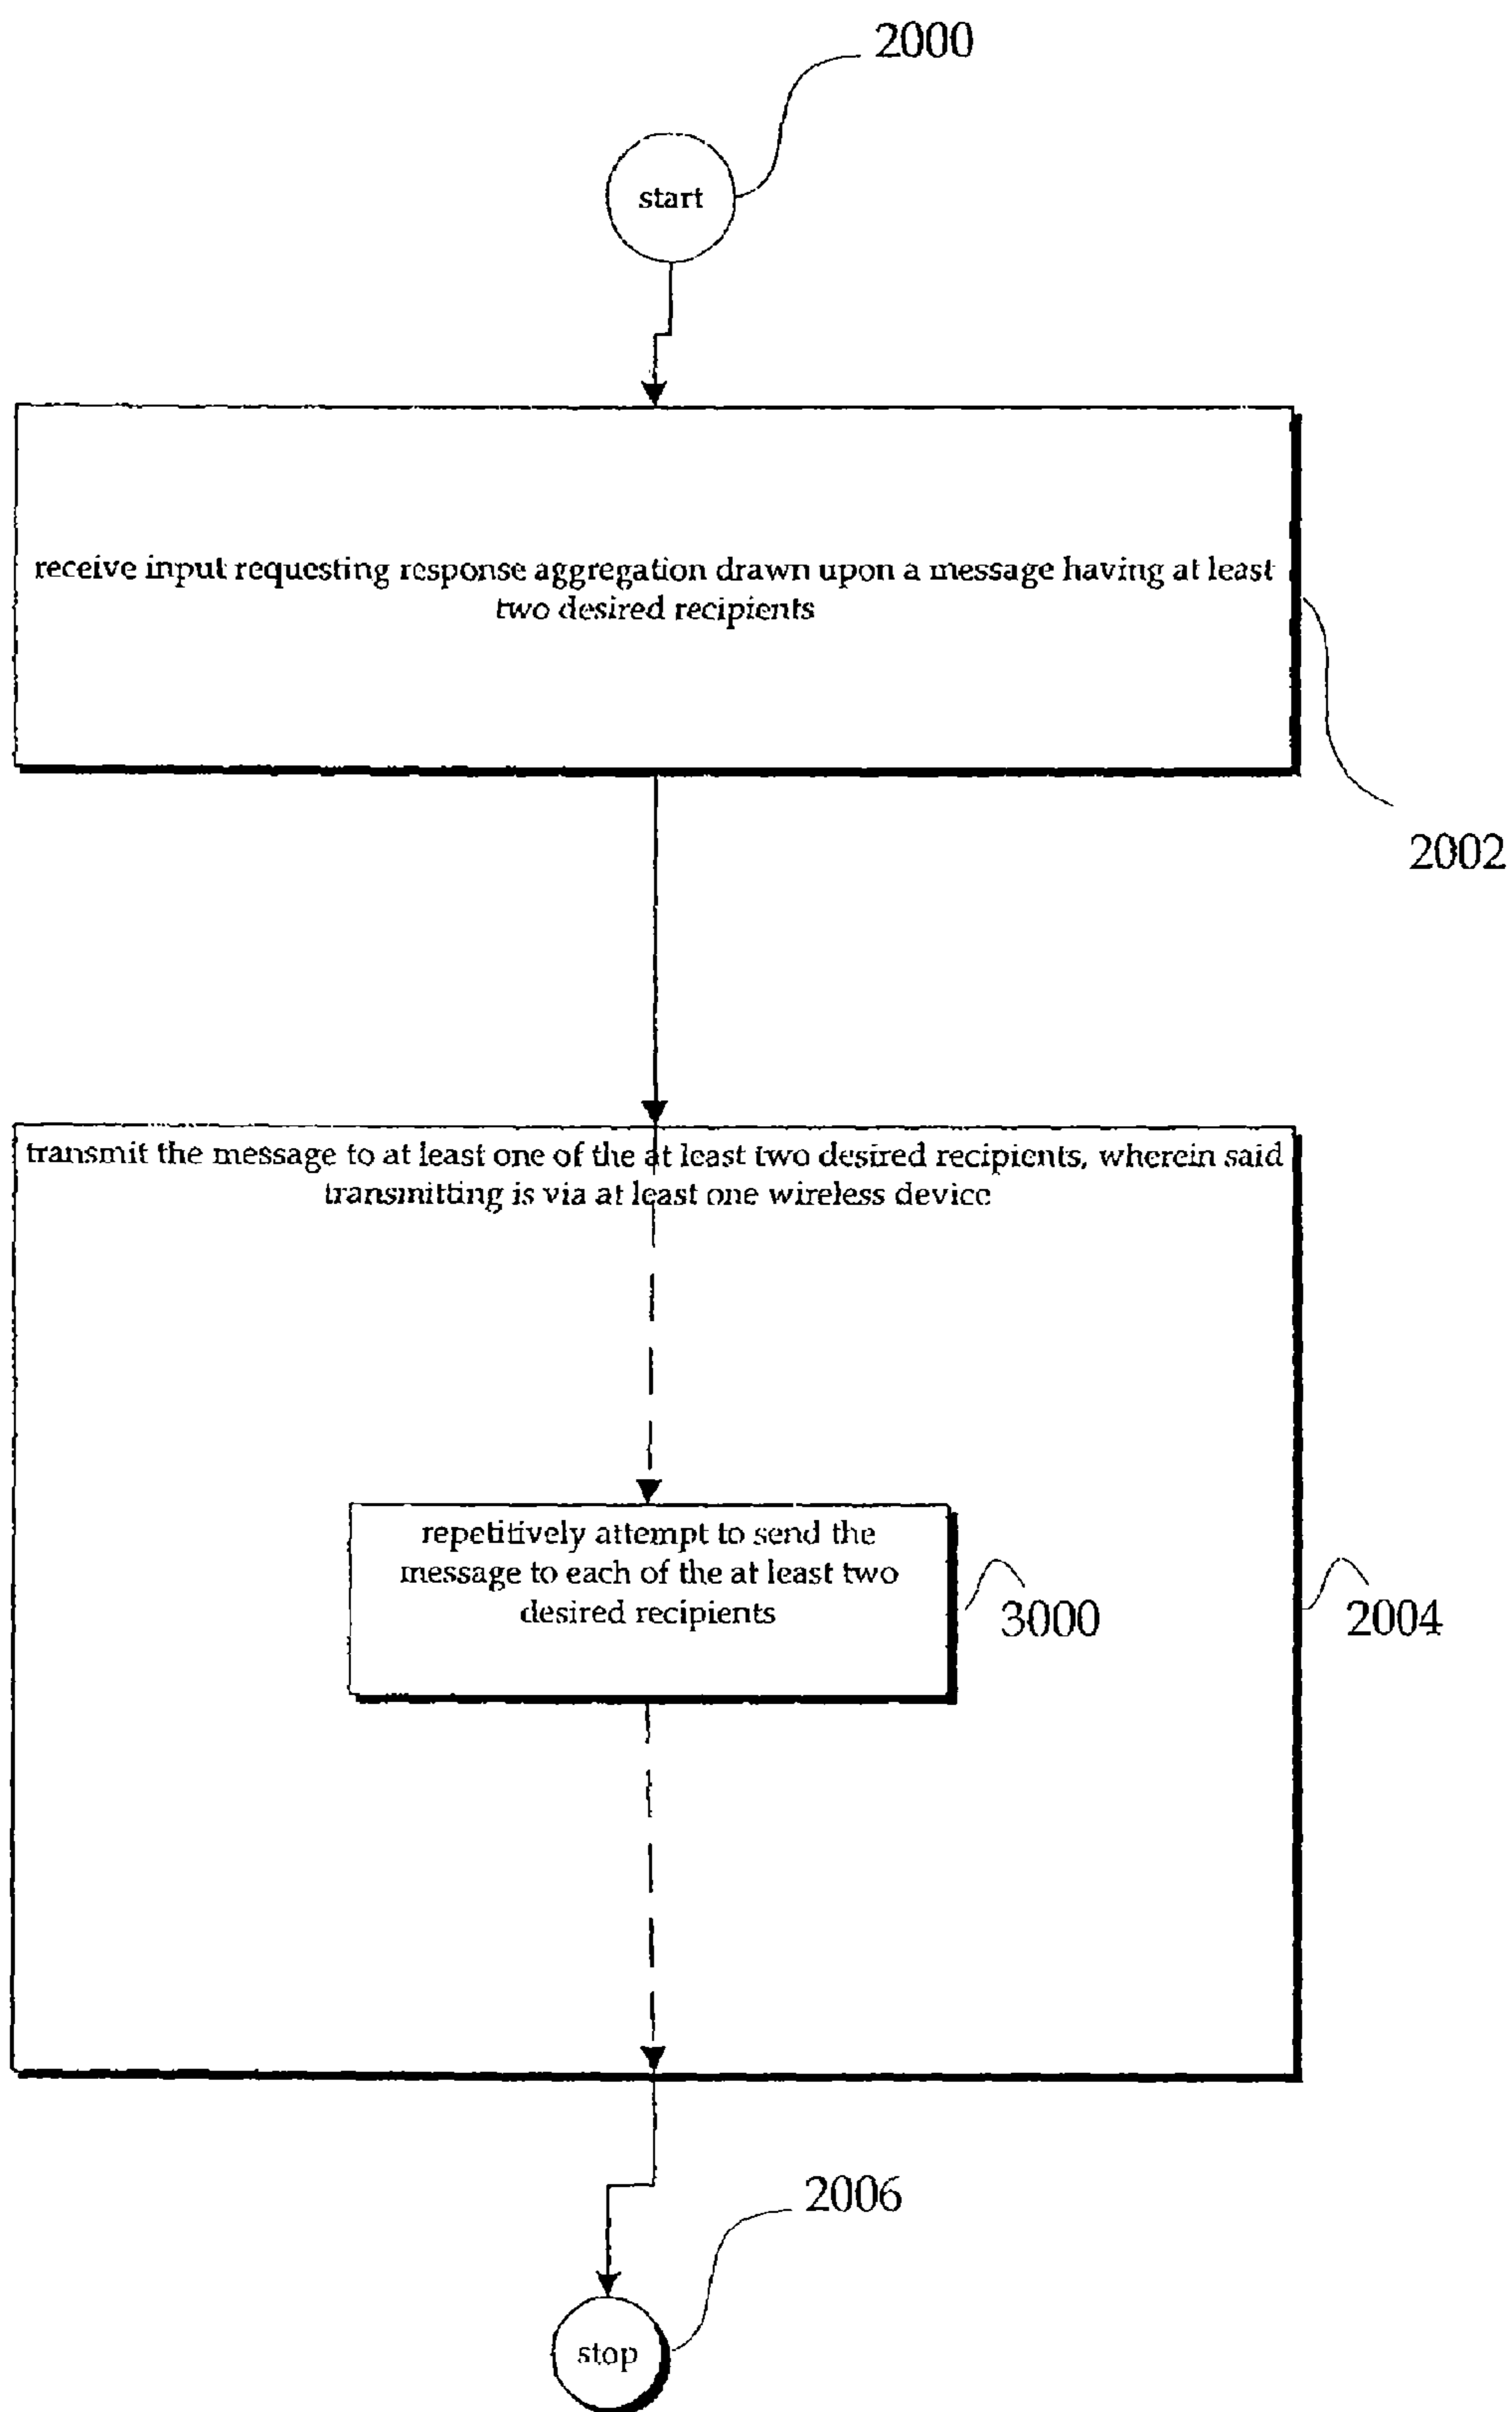 2000
start
receive input requesting response aggregation drawn upon a message having at least
two desired recipients
2002
transmit the message to at least one of the at least two desired recipients, wherein said
transmitting is via at least one wireless device
repetitively attempt to send the
message to each of the at least two
desired recipients
3000
2004
2006
stop